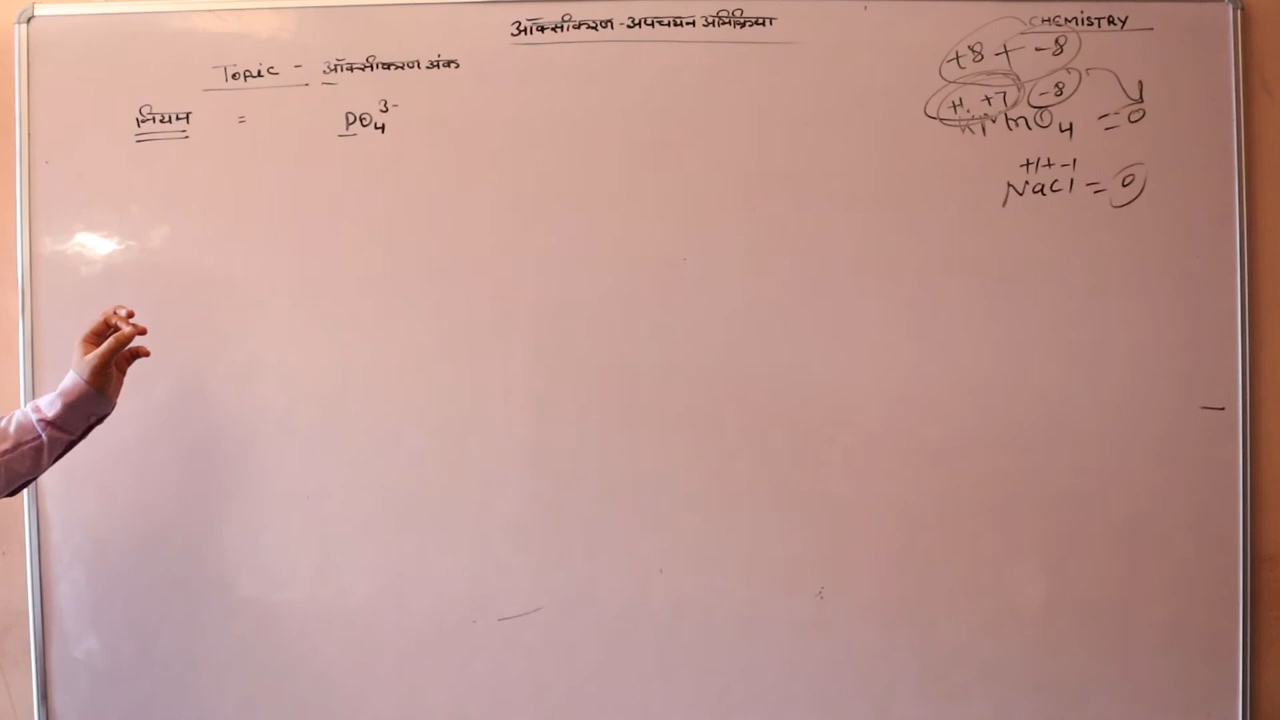 ऑक्सीकरण-अपचयन अभिक्रिया
CHEMISTRY
Topic - ऑक्सीकरण अंक
नियम = PO₄³⁻
+8 + -8
+1. +7 -8
KMnO₄ = 0
+1+-1
NaCl = 0